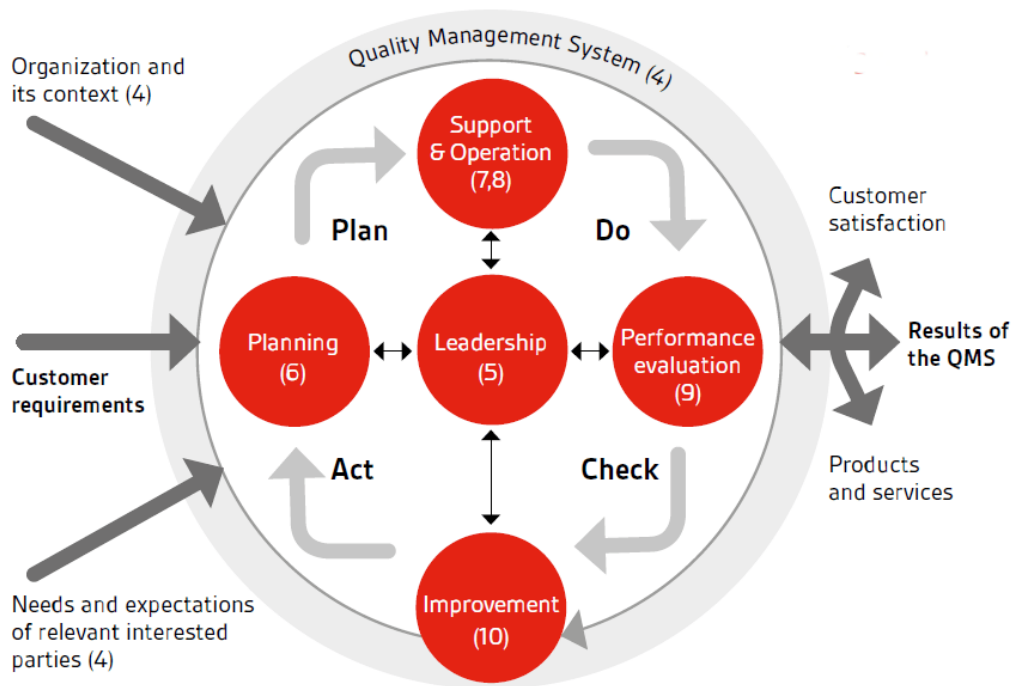 Quality Management System (4)
Organization and
its context (4)
Support
& Operation
(7,8)
Plan
Do
Customer
satisfaction
Planning
(6)
Leadership
(5)
Performance
evaluation
(9)
Results of
the QMS
Customer
requirements
Act
Check
Products
and services
Needs and expectations
of relevant interested
parties (4)
Improvement
(10)